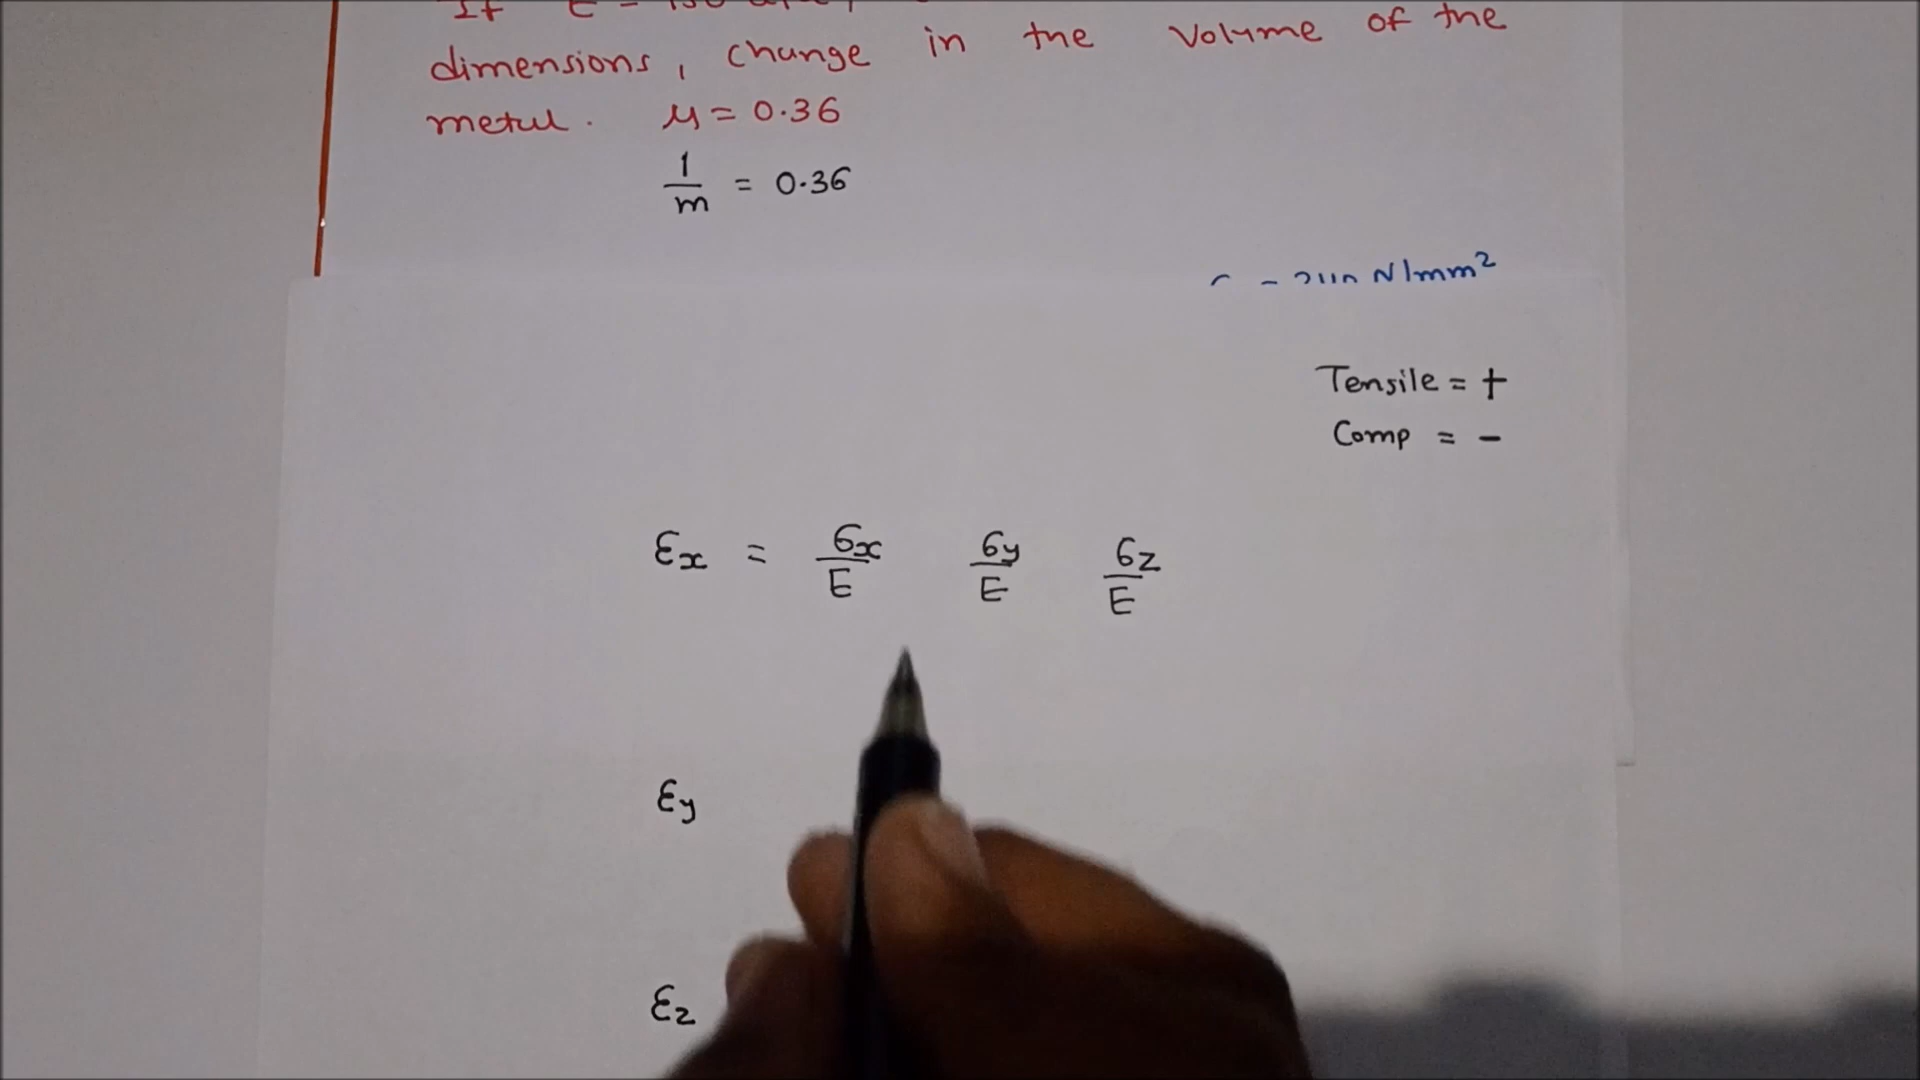 If E =
dimensions, change in the volume of the
metal. μ = 0.36
1/m = 0.36
N/mm²
Tensile = +
Comp = -
εx = σx/E σy/E σz/E
εy
εz